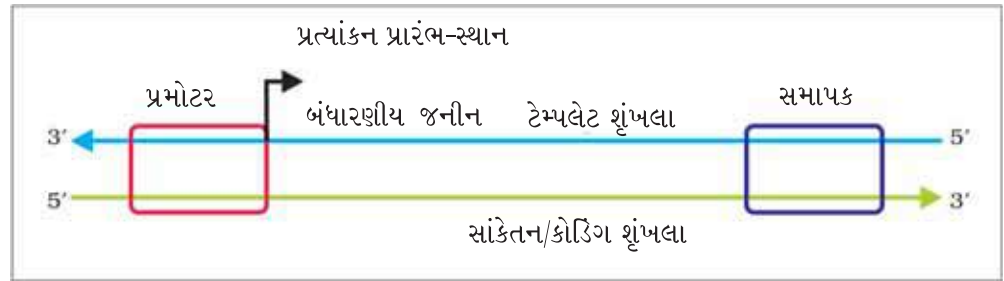 પ્રત્યાંકન પ્રારંભ-સ્થાન
પ્રમોટર
સમાપક
બંધારણીય જનીન
ટેમ્પલેટ શૃંખલા
3′
5′
5′
3′
સાંકેતન/કોડિંગ શૃંખલા